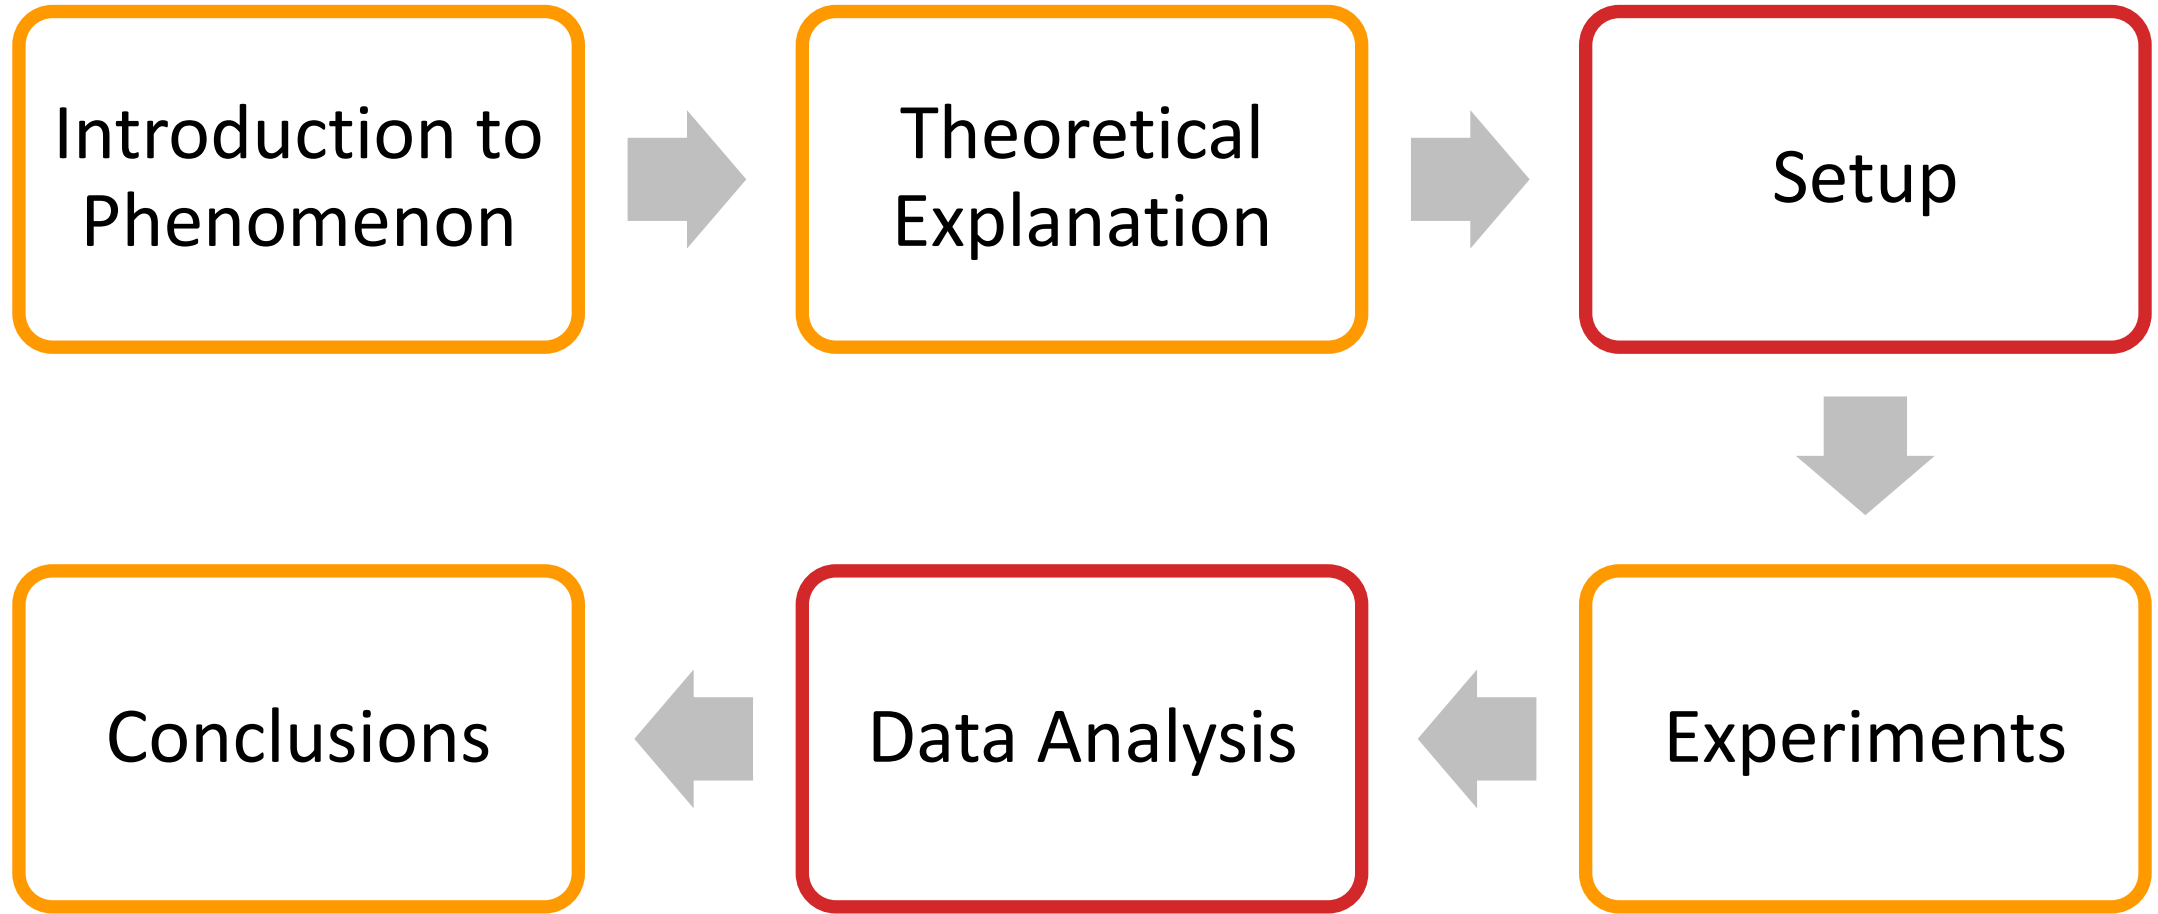 Introduction to
Phenomenon
Theoretical
Explanation
Setup
Experiments
Data Analysis
Conclusions